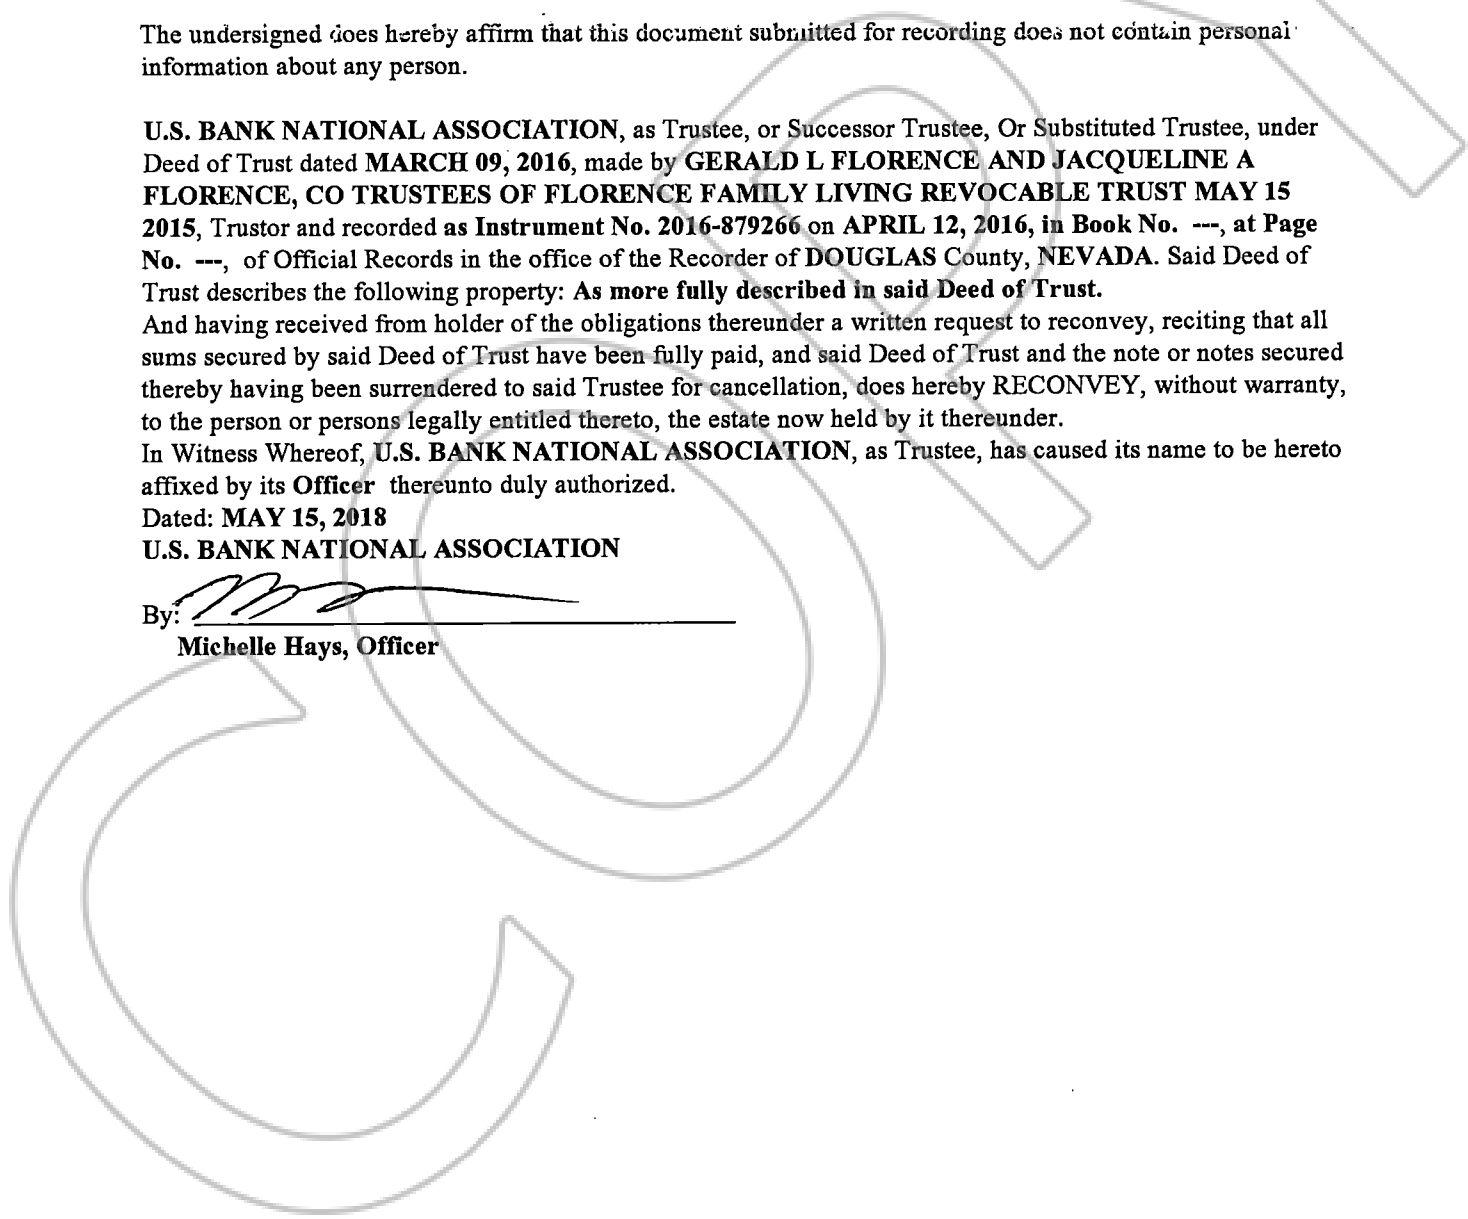 The undersigned does hereby affirm that this document submitted for recording does not contain personal
information about any person.
U.S. BANK NATIONAL ASSOCIATION, as Trustee, or Successor Trustee, Or Substituted Trustee, under
Deed of Trust dated MARCH 09, 2016, made by GERALD L FLORENCE AND JACQUELINE A
FLORENCE, CO TRUSTEES OF FLORENCE FAMILY LIVING REVOCABLE TRUST MAY 15
2015, Trustor and recorded as Instrument No. 2016-879266 on APRIL 12, 2016, in Book No. ---, at Page
No. ---, of Official Records in the office of the Recorder of DOUGLAS County, NEVADA. Said Deed of
Trust describes the following property: As more fully described in said Deed of Trust.
And having received from holder of the obligations thereunder a written request to reconvey, reciting that all
sums secured by said Deed of Trust have been fully paid, and said Deed of Trust and the note or notes secured
thereby having been surrendered to said Trustee for cancellation, does hereby RECONVEY, without warranty,
to the person or persons legally entitled thereto, the estate now held by it thereunder.
In Witness Whereof, U.S. BANK NATIONAL ASSOCIATION, as Trustee, has caused its name to be hereto
affixed by its Officer thereunto duly authorized.
Dated: MAY 15, 2018
U.S. BANK NATIONAL ASSOCIATION
By:
Michelle Hays, Officer
COPY